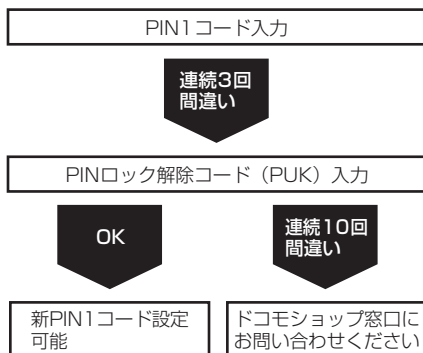 PIN1コード入力
連続3回
間違い
PINロック解除コード（PUK）入力
OK
連続10回
間違い
新PIN1コード設定
可能
ドコモショップ窓口に
お問い合わせください